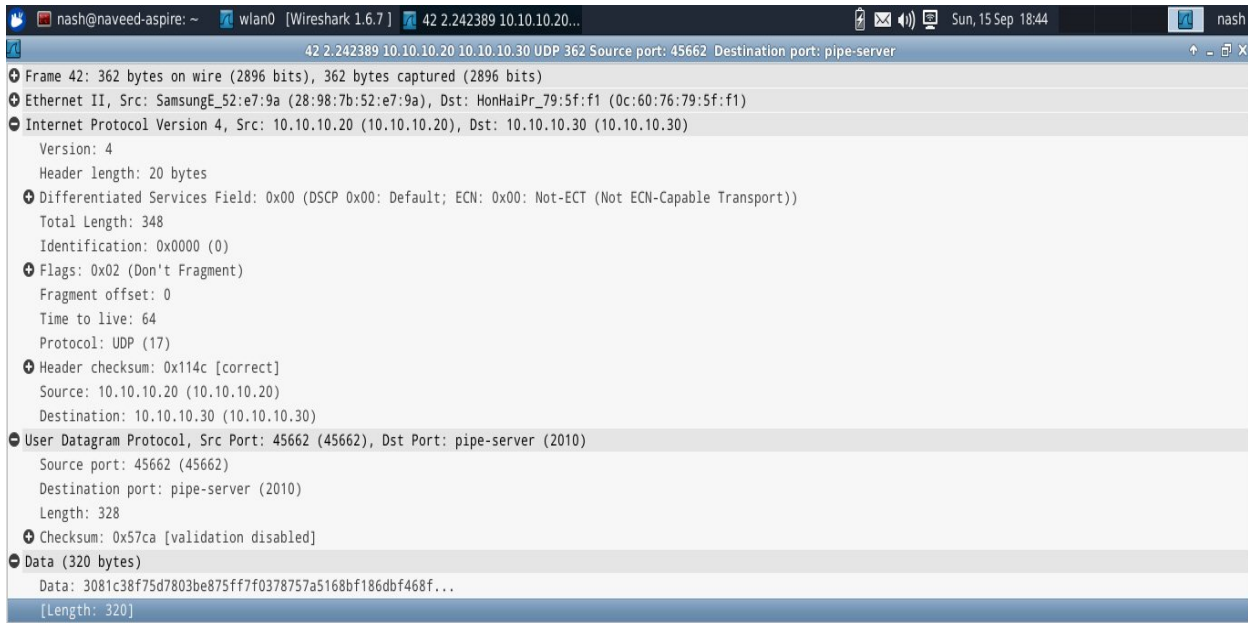 nash@naveed-aspire: ~ wlan0 [Wireshark 1.6.7 ] 42 2.242389 10.10.10.20... Sun, 15 Sep 18:44 nash
42 2.242389 10.10.10.20 10.10.10.30 UDP 362 Source port: 45662 Destination port: pipe-server
Frame 42: 362 bytes on wire (2896 bits), 362 bytes captured (2896 bits)
Ethernet II, Src: SamsungE_52:e7:9a (28:98:7b:52:e7:9a), Dst: HonHaiPr_79:5f:f1 (0c:60:76:79:5f:f1)
Internet Protocol Version 4, Src: 10.10.10.20 (10.10.10.20), Dst: 10.10.10.30 (10.10.10.30)
Version: 4
Header length: 20 bytes
Differentiated Services Field: 0x00 (DSCP 0x00: Default; ECN: 0x00: Not-ECT (Not ECN-Capable Transport))
Total Length: 348
Identification: 0x0000 (0)
Flags: 0x02 (Don't Fragment)
Fragment offset: 0
Time to live: 64
Protocol: UDP (17)
Header checksum: 0x114c [correct]
Source: 10.10.10.20 (10.10.10.20)
Destination: 10.10.10.30 (10.10.10.30)
User Datagram Protocol, Src Port: 45662 (45662), Dst Port: pipe-server (2010)
Source port: 45662 (45662)
Destination port: pipe-server (2010)
Length: 328
Checksum: 0x57ca [validation disabled]
Data (320 bytes)
Data: 3081c38f75d7803be875ff7f0378757a5168bf186dbf468f...
[Length: 320]